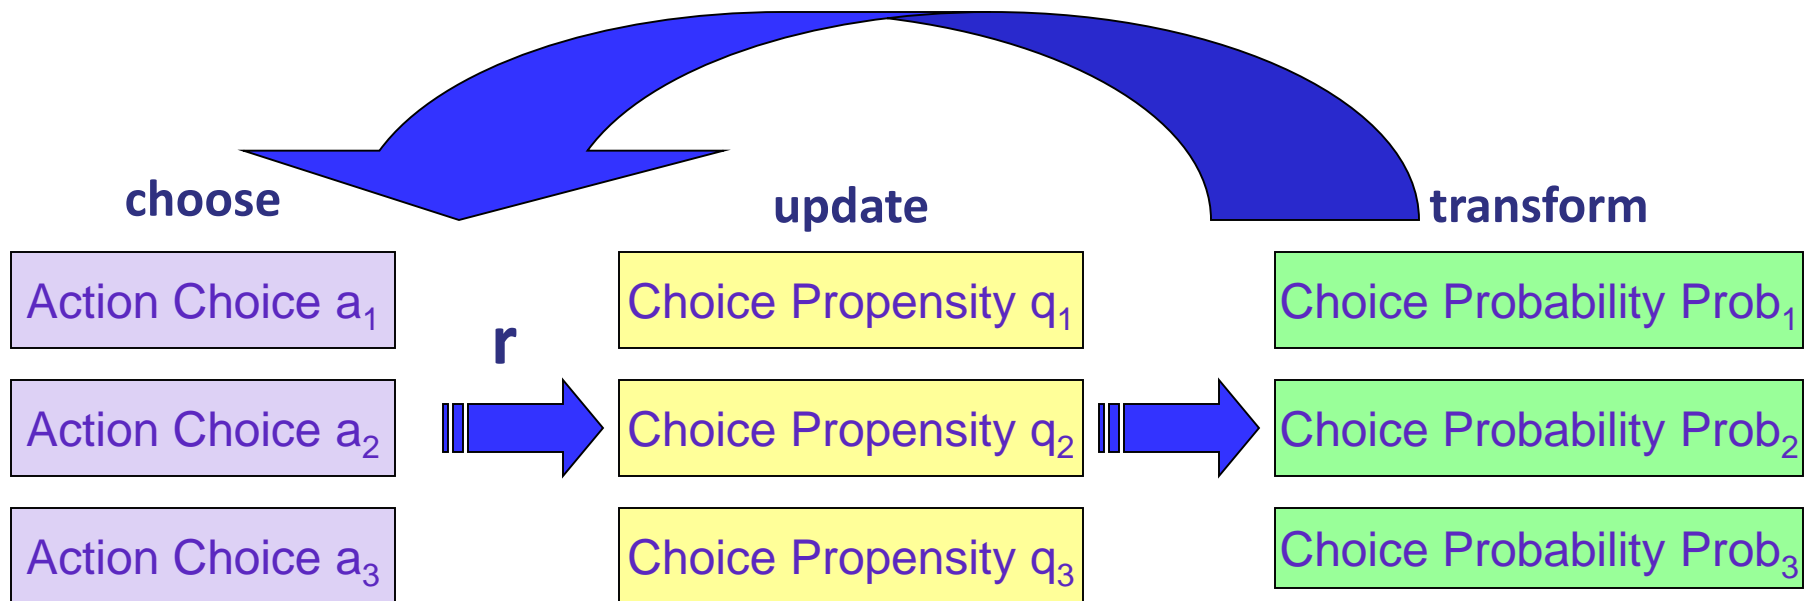 choose
update
transform
Action Choice a₁
r
Choice Propensity q₁
Choice Probability Prob₁
Action Choice a₂
Choice Propensity q₂
Choice Probability Prob₂
Action Choice a₃
Choice Propensity q₃
Choice Probability Prob₃